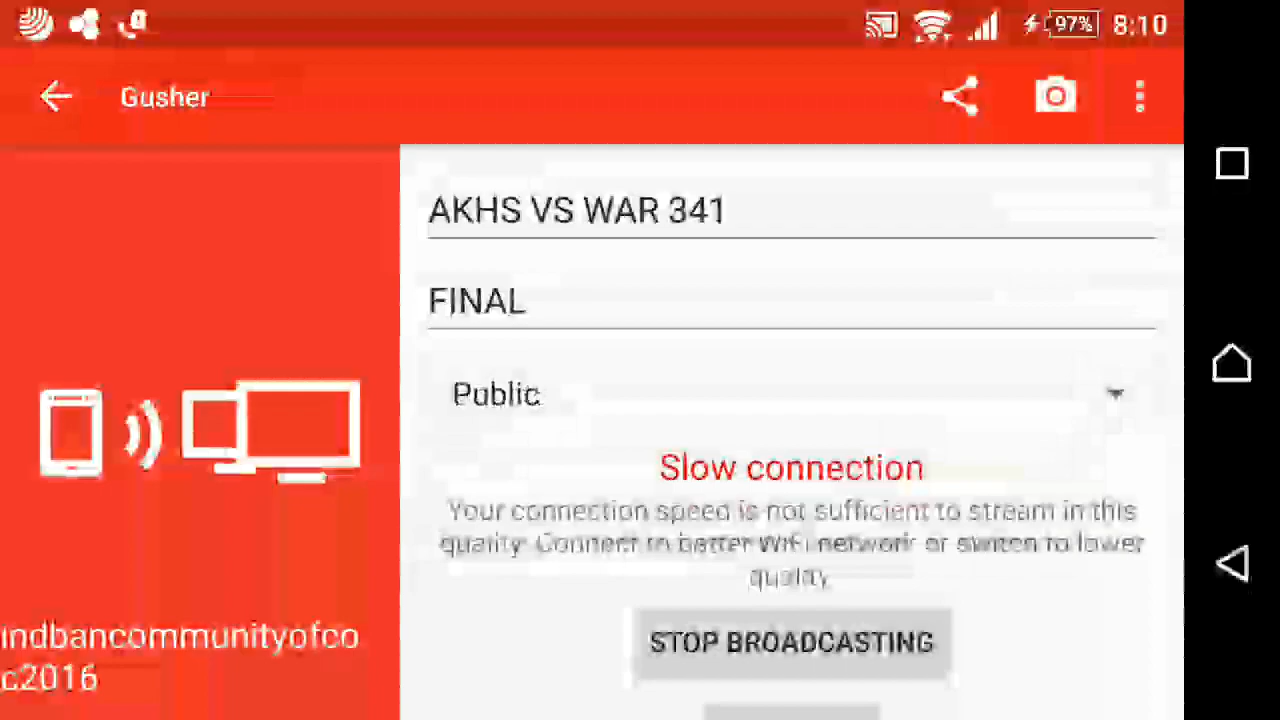 97% 8:10
Gusher
AKHS VS WAR 341
FINAL
Public
Slow connection
Your connection speed is not sufficient to stream in this
quality. Connect to better WiFi network or switch to lower
quality
STOP BROADCASTING
indbancommunityofco
c2016